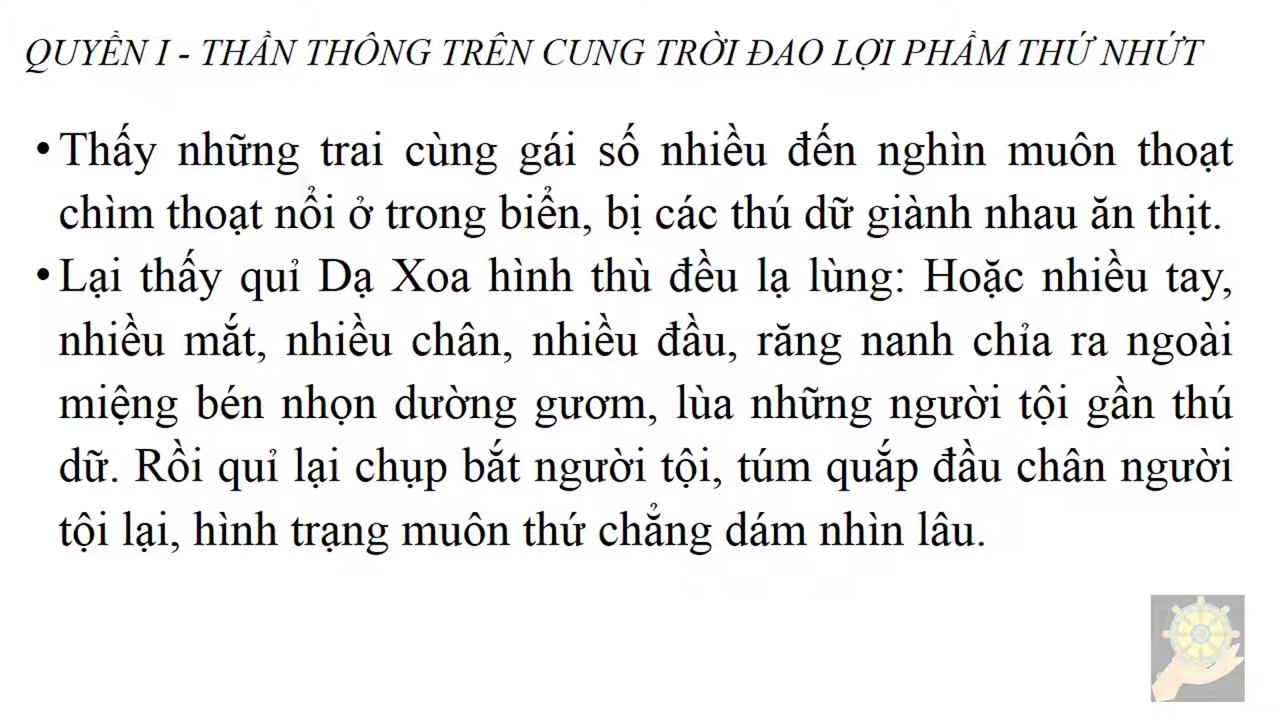 QUYỂN I - THẦN THÔNG TRÊN CUNG TRỜI ĐAO LỢI PHẨM THỨ NHỨT
• Thấy những trai cùng gái số nhiều đến nghìn muôn thoạt
chìm thoạt nổi ở trong biển, bị các thú dữ giành nhau ăn thịt.
• Lại thấy quỉ Dạ Xoa hình thù đều lạ lùng: Hoặc nhiều tay,
nhiều mắt, nhiều chân, nhiều đầu, răng nanh chỉa ra ngoài
miệng bén nhọn dường gươm, lùa những người tội gần thú
dữ. Rồi quỉ lại chụp bắt người tội, túm quắp đầu chân người
tội lại, hình trạng muôn thứ chẳng dám nhìn lâu.